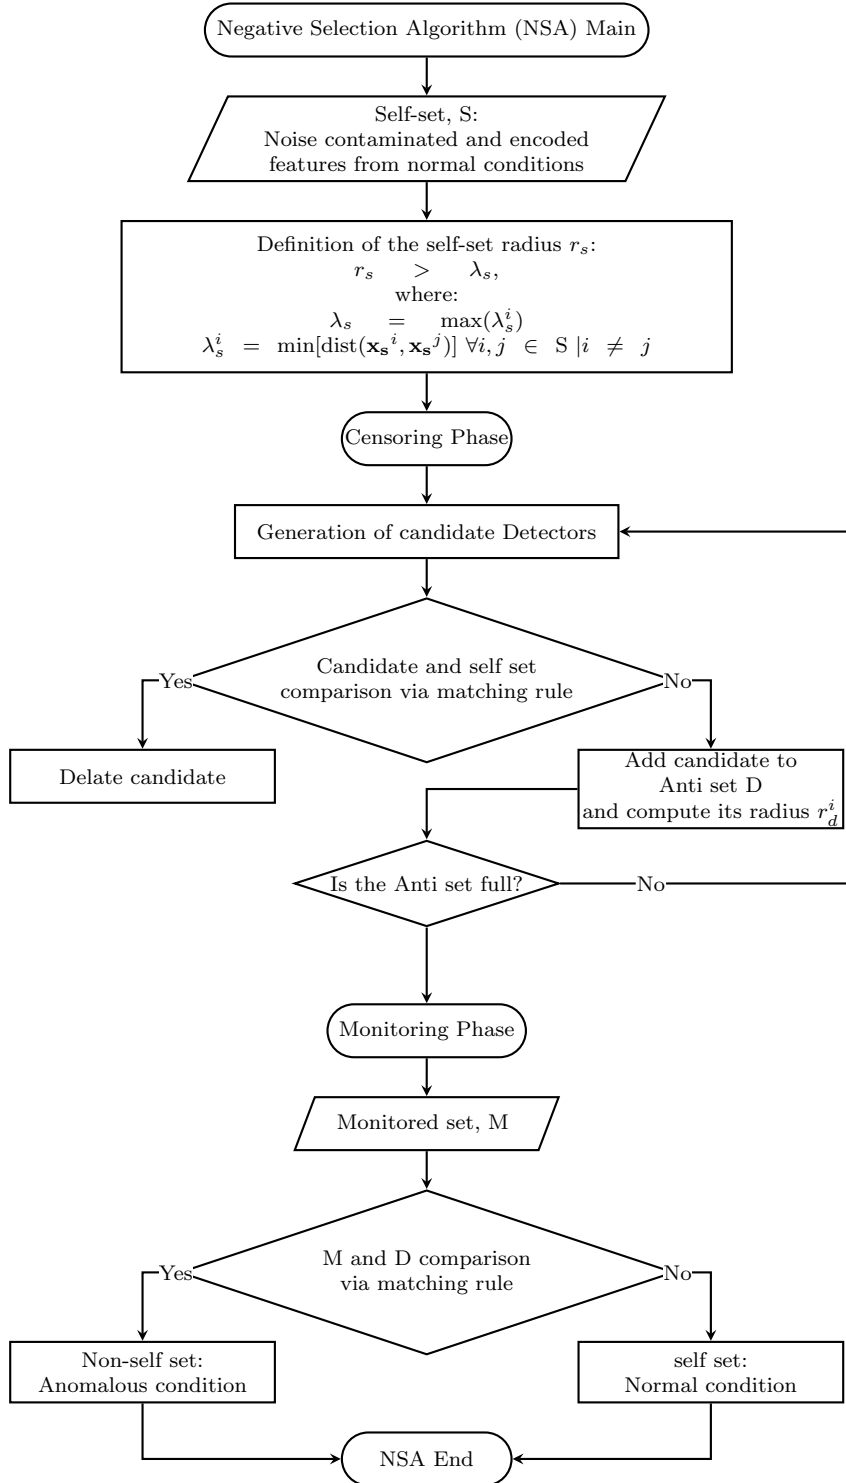 Negative Selection Algorithm (NSA) Main
Self-set, S:
Noise contaminated and encoded
features from normal conditions
Definition of the self-set radius r_s:
r_s > λ_s,
where:
λ_s = max(λ_s^i)
λ_s^i = min[dist(x_s^i, x_s^j)] ∀i, j ∈ S |i ≠ j
Censoring Phase
Generation of candidate Detectors
Candidate and self set
comparison via matching rule
Yes
No
Delate candidate
Add candidate to
Anti set D
and compute its radius r_d^i
Is the Anti set full?
No
Monitoring Phase
Monitored set, M
M and D comparison
via matching rule
Yes
No
Non-self set:
Anomalous condition
self set:
Normal condition
NSA End